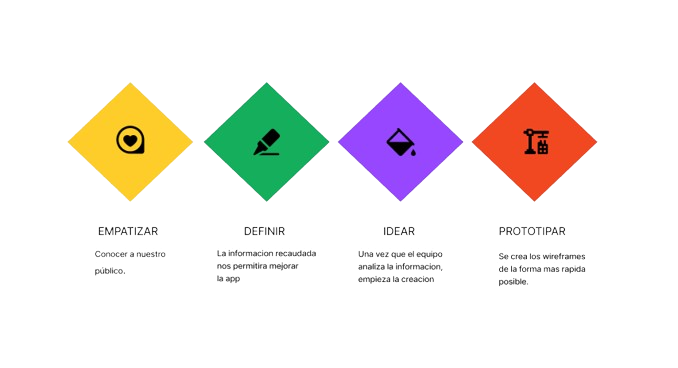 EMPATIZAR
Conocer a nuestro
público.
DEFINIR
La informacion recaudada
nos permitira mejorar
la app
IDEAR
Una vez que el equipo
analiza la informacion,
empieza la creacion
PROTOTIPAR
Se crea los wireframes
de la forma mas rapida
posible.